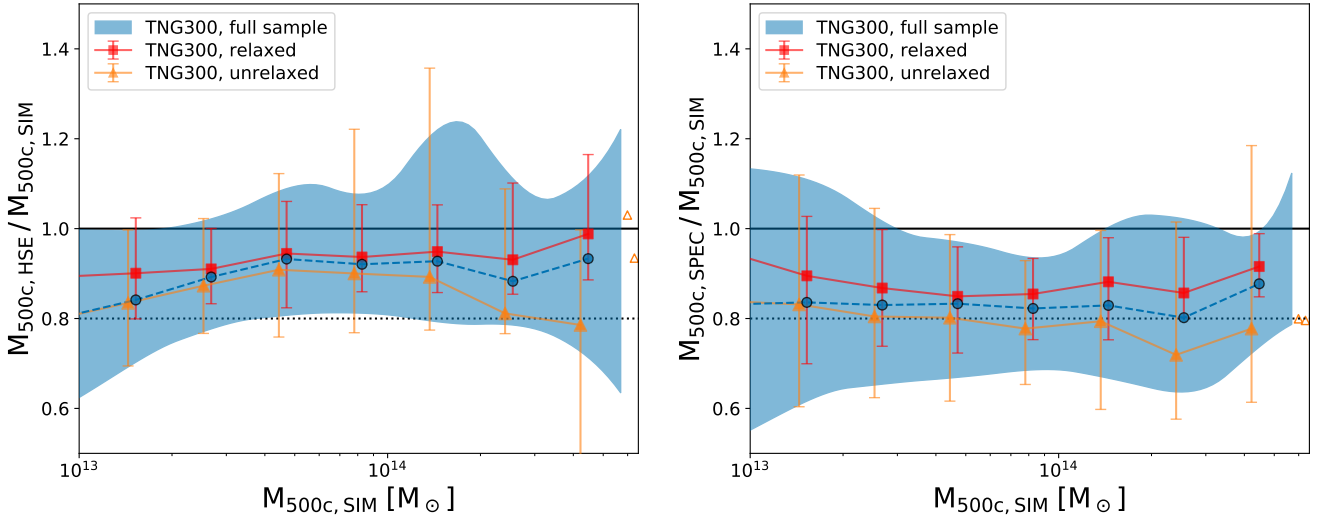 TNG300, full sample
TNG300, relaxed
TNG300, unrelaxed
M500c, HSE / M500c, SIM
1.4
1.2
1.0
0.8
0.6
10^13
10^14
M500c, SIM [M⊙]
TNG300, full sample
TNG300, relaxed
TNG300, unrelaxed
M500c, SPEC / M500c, SIM
1.4
1.2
1.0
0.8
0.6
10^13
10^14
M500c, SIM [M⊙]